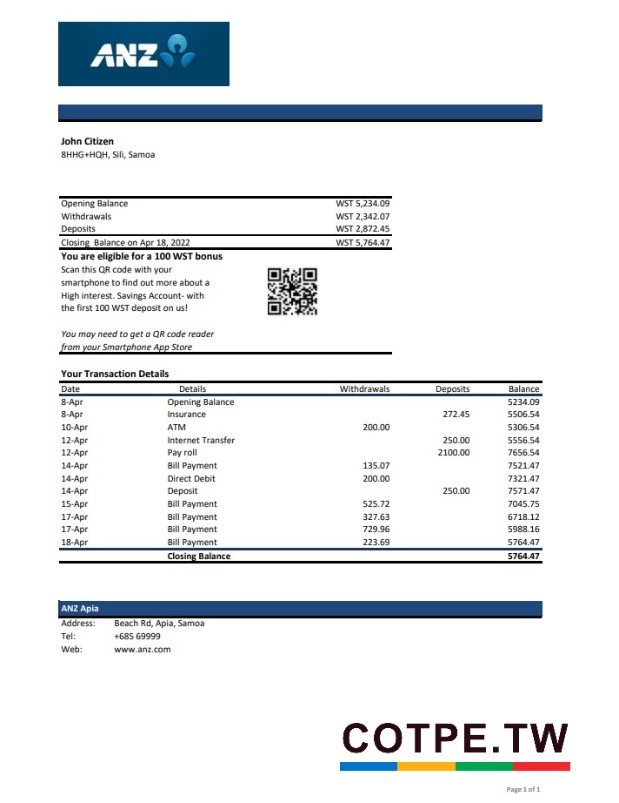 ANZ
John Citizen
8HHG+HQH, Sili, Samoa
Opening Balance WST 5,234.09
Withdrawals WST 2,342.07
Deposits WST 2,872.45
Closing Balance on Apr 18, 2022 WST 5,764.47
You are eligible for a 100 WST bonus
Scan this QR code with your
smartphone to find out more about a
High interest. Savings Account- with
the first 100 WST deposit on us!
You may need to get a QR code reader
from your Smartphone App Store
Your Transaction Details
Date Details Withdrawals Deposits Balance
8-Apr Opening Balance 5234.09
8-Apr Insurance 272.45 5506.54
10-Apr ATM 200.00 5306.54
12-Apr Internet Transfer 250.00 5556.54
12-Apr Pay roll 2100.00 7656.54
14-Apr Bill Payment 135.07 7521.47
14-Apr Direct Debit 200.00 7321.47
14-Apr Deposit 250.00 7571.47
15-Apr Bill Payment 525.72 7045.75
17-Apr Bill Payment 327.63 6718.12
17-Apr Bill Payment 729.96 5988.16
18-Apr Bill Payment 223.69 5764.47
Closing Balance 5764.47
ANZ Apia
Address: Beach Rd, Apia, Samoa
Tel: +685 69999
Web: www.anz.com
COTPE.TW
Page 1 of 1